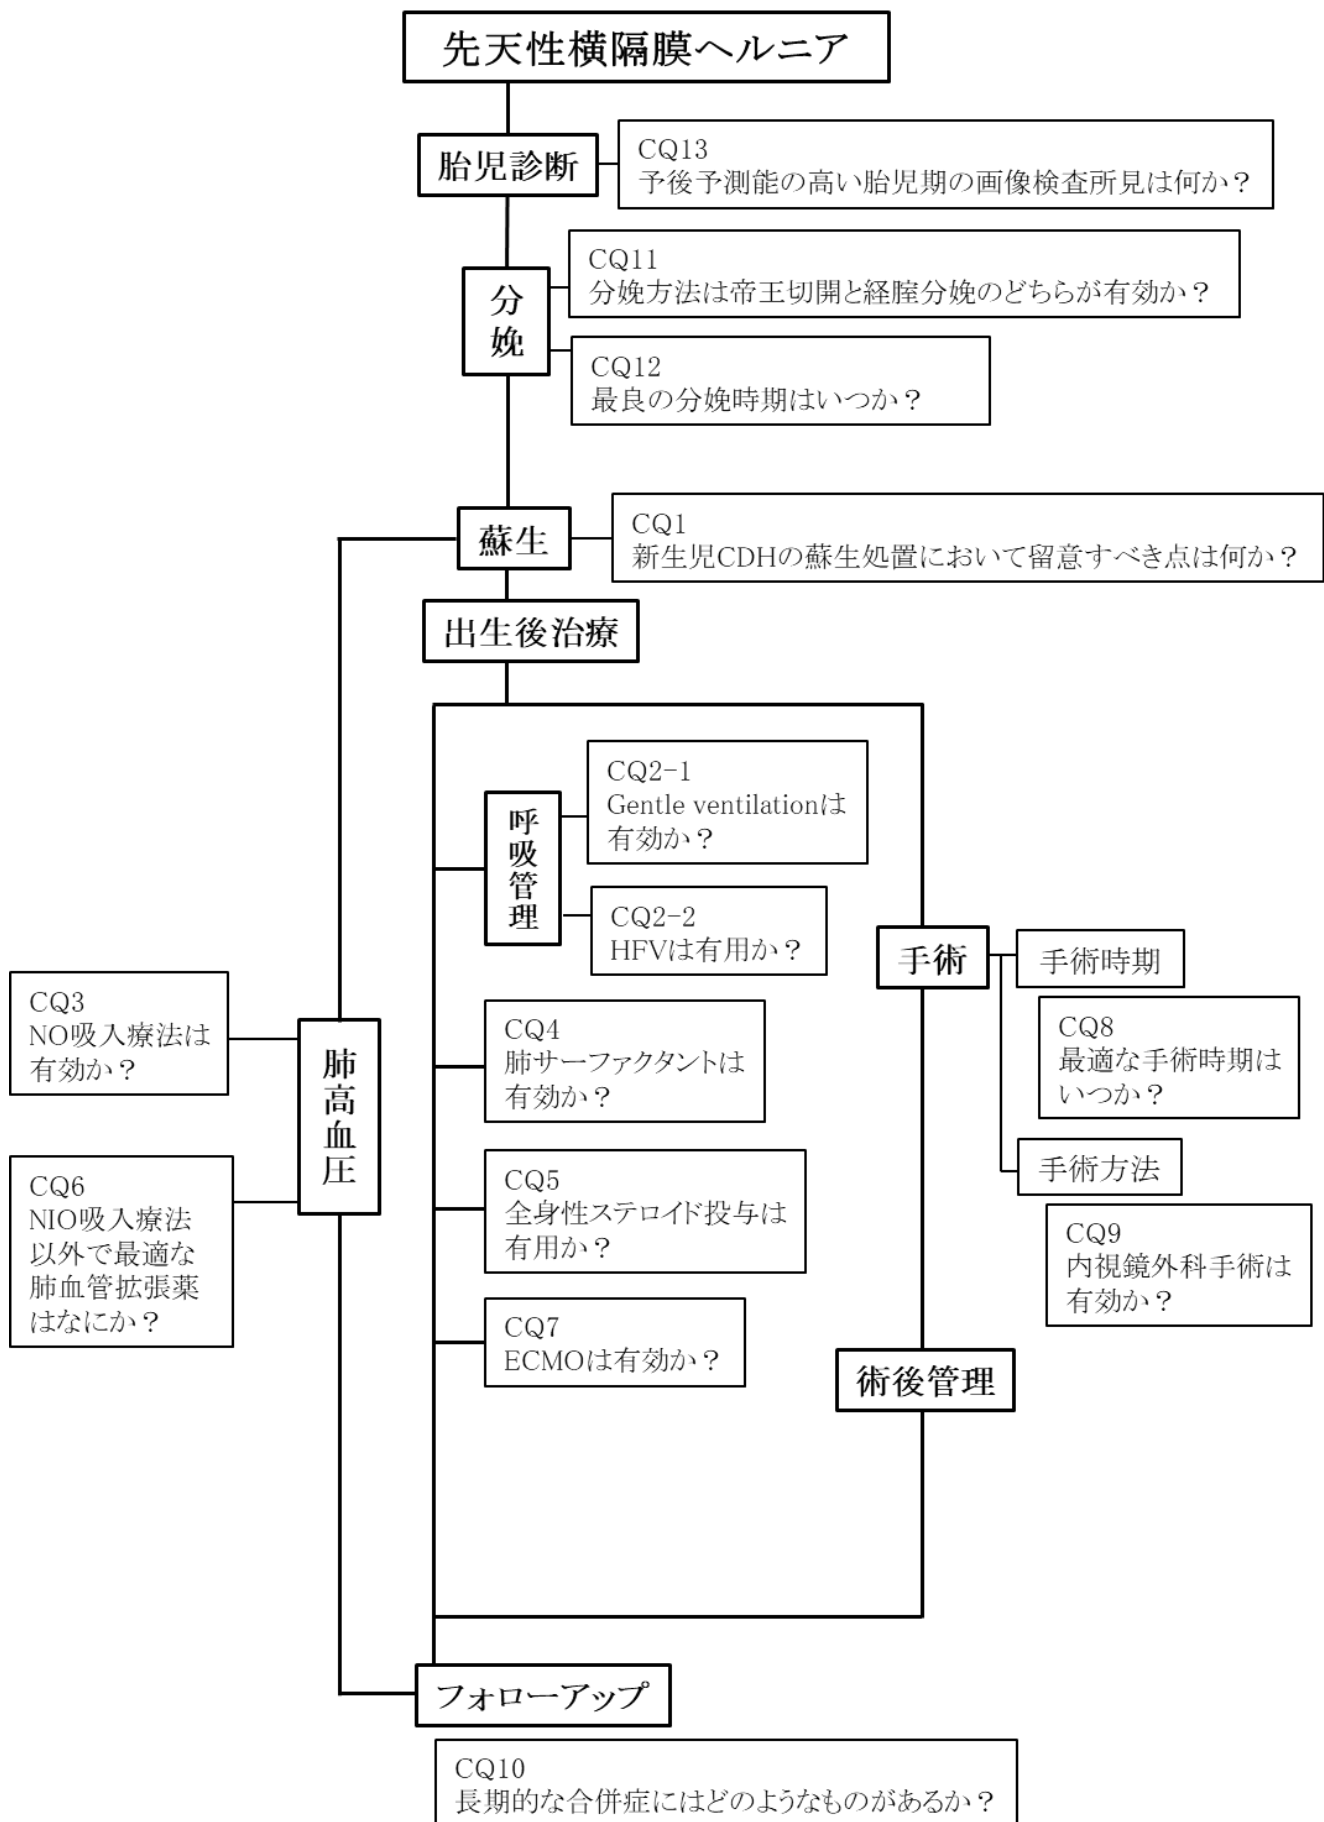 先天性横隔膜ヘルニア
胎児診断
CQ13
予後予測能の高い胎児期の画像検査所見は何か？
分娩
CQ11
分娩方法は帝王切開と経腟分娩のどちらが有効か？
CQ12
最良の分娩時期はいつか？
蘇生
CQ1
新生児CDHの蘇生処置において留意すべき点は何か？
出生後治療
呼吸管理
CQ2-1
Gentle ventilationは
有効か？
CQ2-2
HFVは有用か？
手術
手術時期
CQ8
最適な手術時期は
いつか？
手術方法
CQ9
内視鏡外科手術は
有効か？
CQ3
NO吸入療法は
有効か？
肺高血圧
CQ6
NIO吸入療法
以外で最適な
肺血管拡張薬
はなにか？
CQ4
肺サーファクタントは
有効か？
CQ5
全身性ステロイド投与は
有用か？
CQ7
ECMOは有効か？
術後管理
フォローアップ
CQ10
長期的な合併症にはどのようなものがあるか？